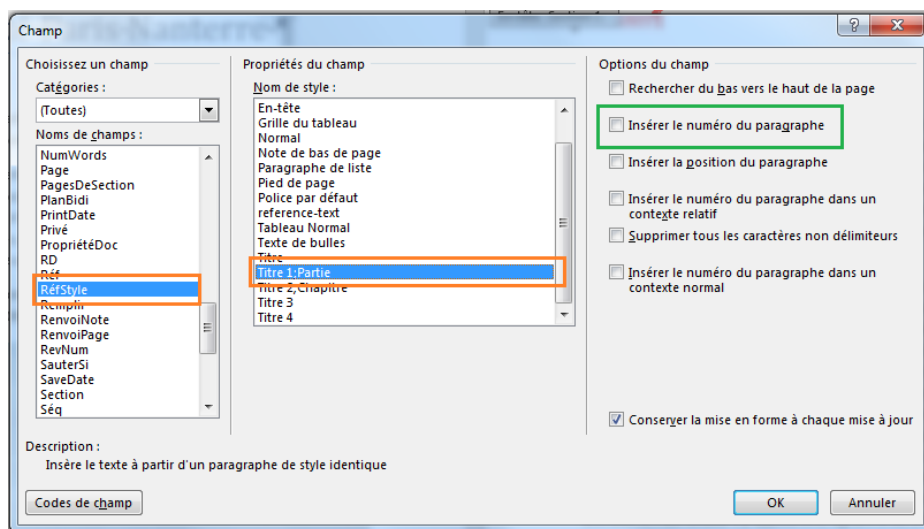 Paris-Nanterre·¶
Champ
Choisissez un champ
Catégories :
(Toutes)
Noms de champs :
NumWords
Page
PagesDeSection
PlanBidi
PrintDate
Privé
PropriétéDoc
RD
Réf
RéfStyle
Remplir
RenvoiNote
RenvoiPage
RevNum
SauterSi
SaveDate
Section
Séq
Description :
Insère le texte à partir d'un paragraphe de style identique
Codes de champ
Propriétés du champ
Nom de style :
En-tête
Grille du tableau
Normal
Note de bas de page
Paragraphe de liste
Pied de page
Police par défaut
reference-text
Tableau Normal
Texte de bulles
Titre
Titre 1;Partie
Titre 2;Chapitre
Titre 3
Titre 4
Options du champ
Rechercher du bas vers le haut de la page
Insérer le numéro du paragraphe
Insérer la position du paragraphe
Insérer le numéro du paragraphe dans un
contexte relatif
Supprimer tous les caractères non délimiteurs
Insérer le numéro du paragraphe dans un
contexte normal
Conserver la mise en forme à chaque mise à jour
OK
Annuler